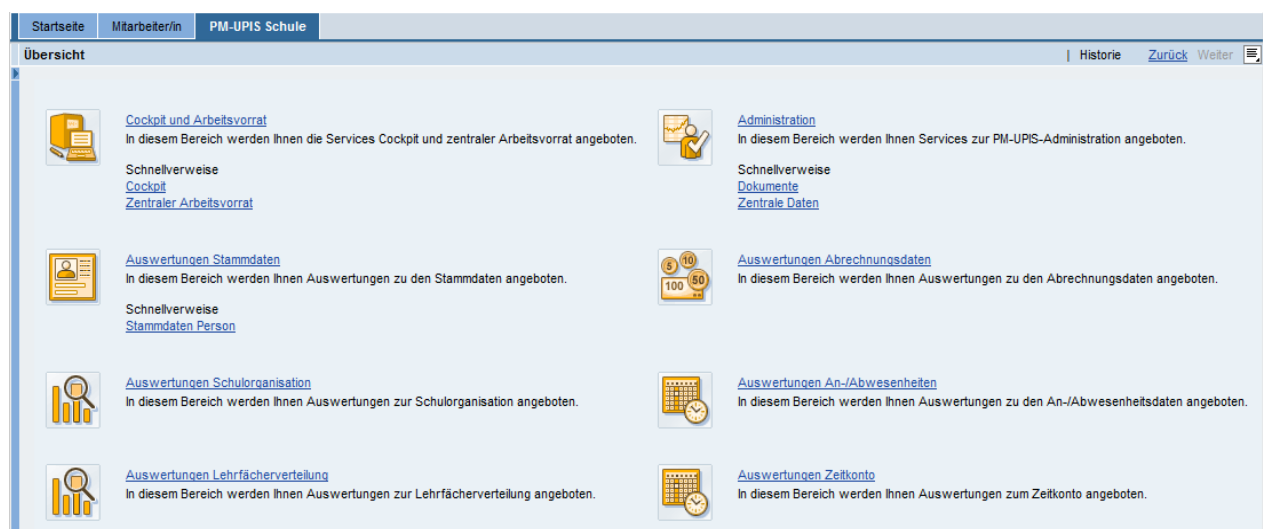 Startseite Mitarbeiter/in PM-UPIS Schule
Übersicht | Historie Zurück Weiter
Cockpit und Arbeitsvorrat
In diesem Bereich werden Ihnen die Services Cockpit und zentraler Arbeitsvorrat angeboten.
Schnellverweise
Cockpit
Zentraler Arbeitsvorrat
Administration
In diesem Bereich werden Ihnen Services zur PM-UPIS-Administration angeboten.
Schnellverweise
Dokumente
Zentrale Daten
Auswertungen Stammdaten
In diesem Bereich werden Ihnen Auswertungen zu den Stammdaten angeboten.
Schnellverweise
Stammdaten Person
5 10
100 50
Auswertungen Abrechnungsdaten
In diesem Bereich werden Ihnen Auswertungen zu den Abrechnungsdaten angeboten.
Auswertungen Schulorganisation
In diesem Bereich werden Ihnen Auswertungen zur Schulorganisation angeboten.
Auswertungen An-/Abwesenheiten
In diesem Bereich werden Ihnen Auswertungen zu den An-/Abwesenheitsdaten angeboten.
Auswertungen Lehrfächerverteilung
In diesem Bereich werden Ihnen Auswertungen zur Lehrfächerverteilung angeboten.
Auswertungen Zeitkonto
In diesem Bereich werden Ihnen Auswertungen zum Zeitkonto angeboten.